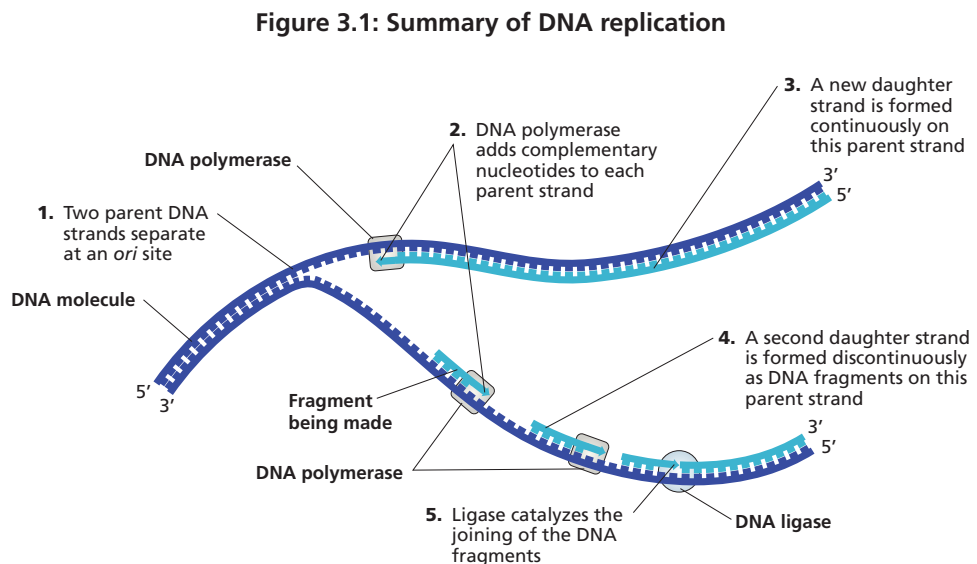 Figure 3.1: Summary of DNA replication
3. A new daughter
strand is formed
continuously on
this parent strand
2. DNA polymerase
adds complementary
nucleotides to each
parent strand
DNA polymerase
3’
5’
1. Two parent DNA
strands separate
at an ori site
DNA molecule
5’
3’
4. A second daughter strand
is formed discontinuously
as DNA fragments on this
parent strand
Fragment
being made
3’
5’
DNA polymerase
5. Ligase catalyzes the
joining of the DNA
fragments
DNA ligase